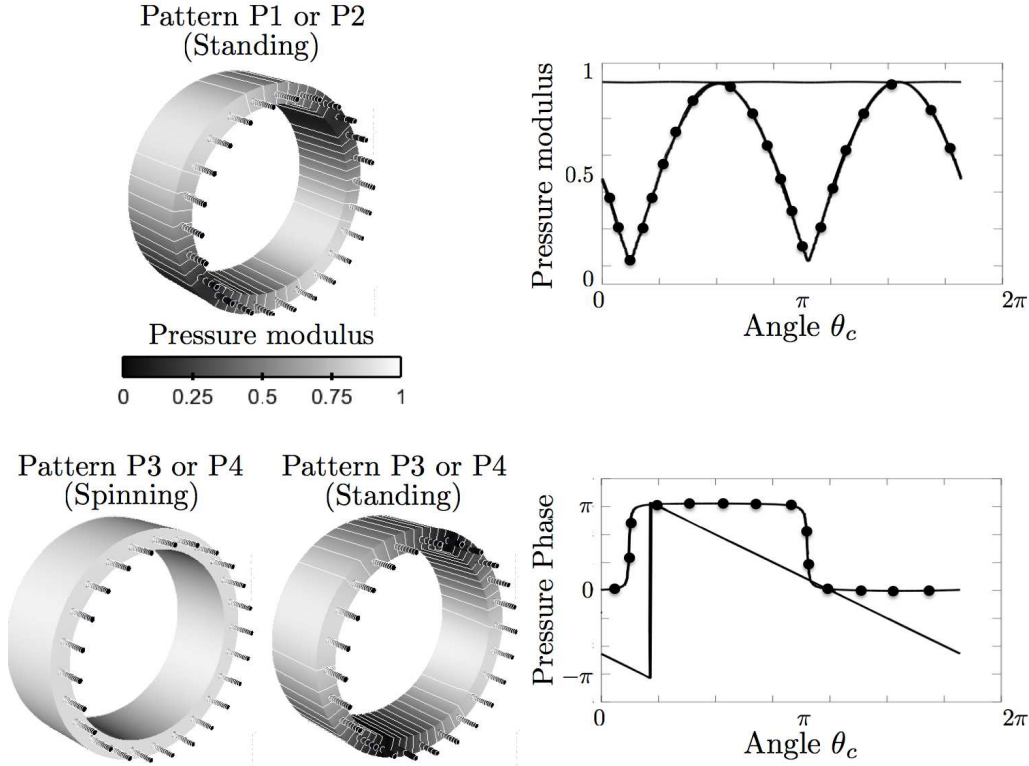 Pattern P1 or P2
(Standing)
Pressure modulus
0 0.25 0.5 0.75 1
Pressure modulus
1
0.5
0
0 π 2π
Angle θc
Pattern P3 or P4
(Spinning)
Pattern P3 or P4
(Standing)
Pressure Phase
π
0
−π
0 π 2π
Angle θc